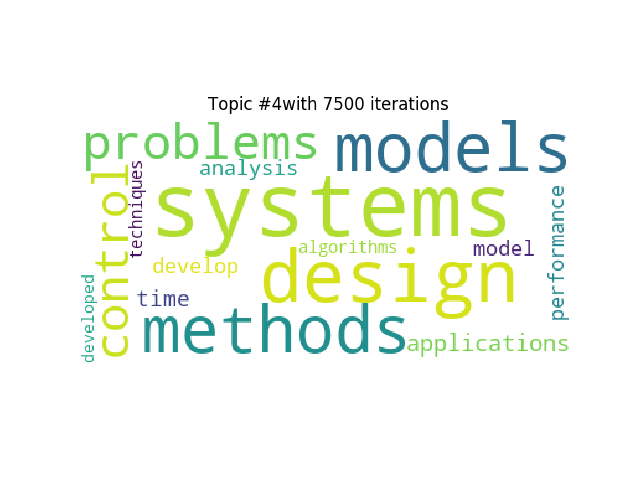 Topic #4with 7500 iterations
problems
models
analysis
techniques
control
systems
algorithms
model
performance
develop
design
developed
time
methods
applications